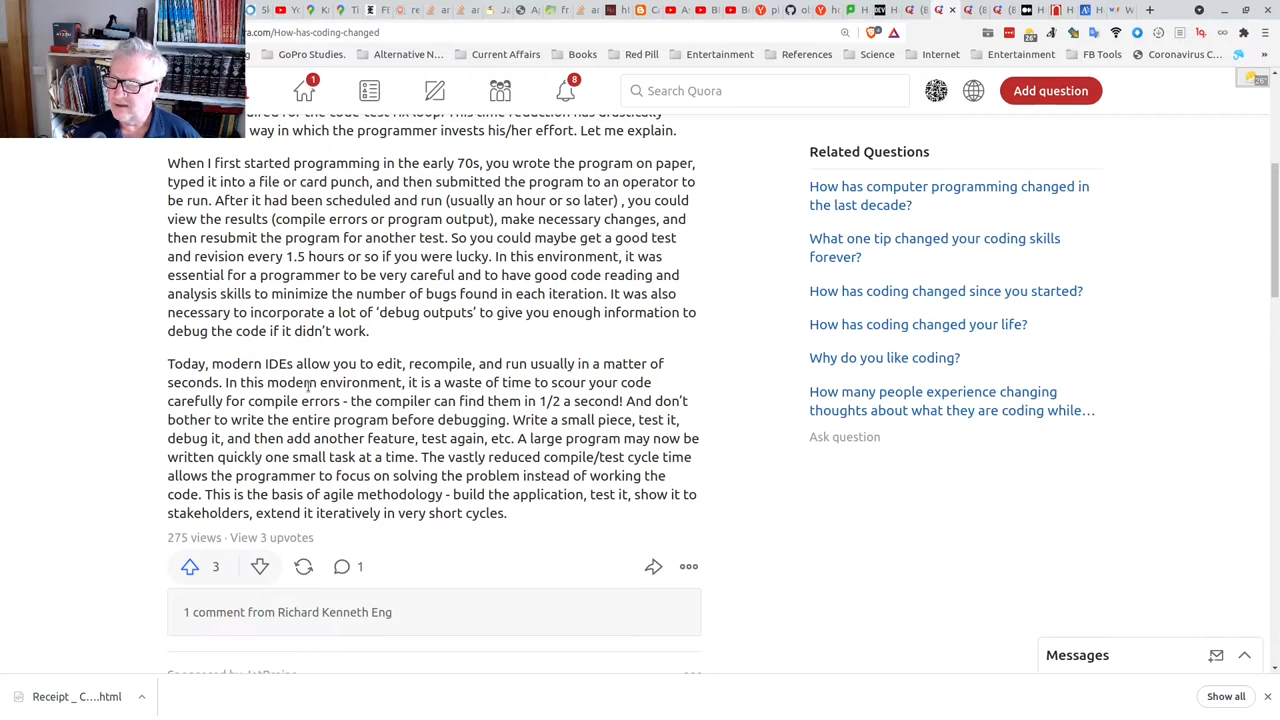 ra.com/How-has-coding-changed
GoPro Studios.
Alternative N...
Current Affairs
Books
Red Pill
Entertainment
References
Science
Internet
Entertainment
FB Tools
Coronavirus C...
1
8
Search Quora
Add question
26°
way in which the programmer invests his/her effort. Let me explain.
When I first started programming in the early 70s, you wrote the program on paper,
typed it into a file or card punch, and then submitted the program to an operator to
be run. After it had been scheduled and run (usually an hour or so later) , you could
view the results (compile errors or program output), make necessary changes, and
then resubmit the program for another test. So you could maybe get a good test
and revision every 1.5 hours or so if you were lucky. In this environment, it was
essential for a programmer to be very careful and to have good code reading and
analysis skills to minimize the number of bugs found in each iteration. It was also
necessary to incorporate a lot of ‘debug outputs’ to give you enough information to
debug the code if it didn’t work.
Today, modern IDEs allow you to edit, recompile, and run usually in a matter of
seconds. In this modern environment, it is a waste of time to scour your code
carefully for compile errors - the compiler can find them in 1/2 a second! And don’t
bother to write the entire program before debugging. Write a small piece, test it,
debug it, and then add another feature, test again, etc. A large program may now be
written quickly one small task at a time. The vastly reduced compile/test cycle time
allows the programmer to focus on solving the problem instead of working the
code. This is the basis of agile methodology - build the application, test it, show it to
stakeholders, extend it iteratively in very short cycles.
275 views · View 3 upvotes
3
1
1 comment from Richard Kenneth Eng
Related Questions
How has computer programming changed in
the last decade?
What one tip changed your coding skills
forever?
How has coding changed since you started?
How has coding changed your life?
Why do you like coding?
How many people experience changing
thoughts about what they are coding while…
Ask question
Messages
Receipt _ C....html
Show all